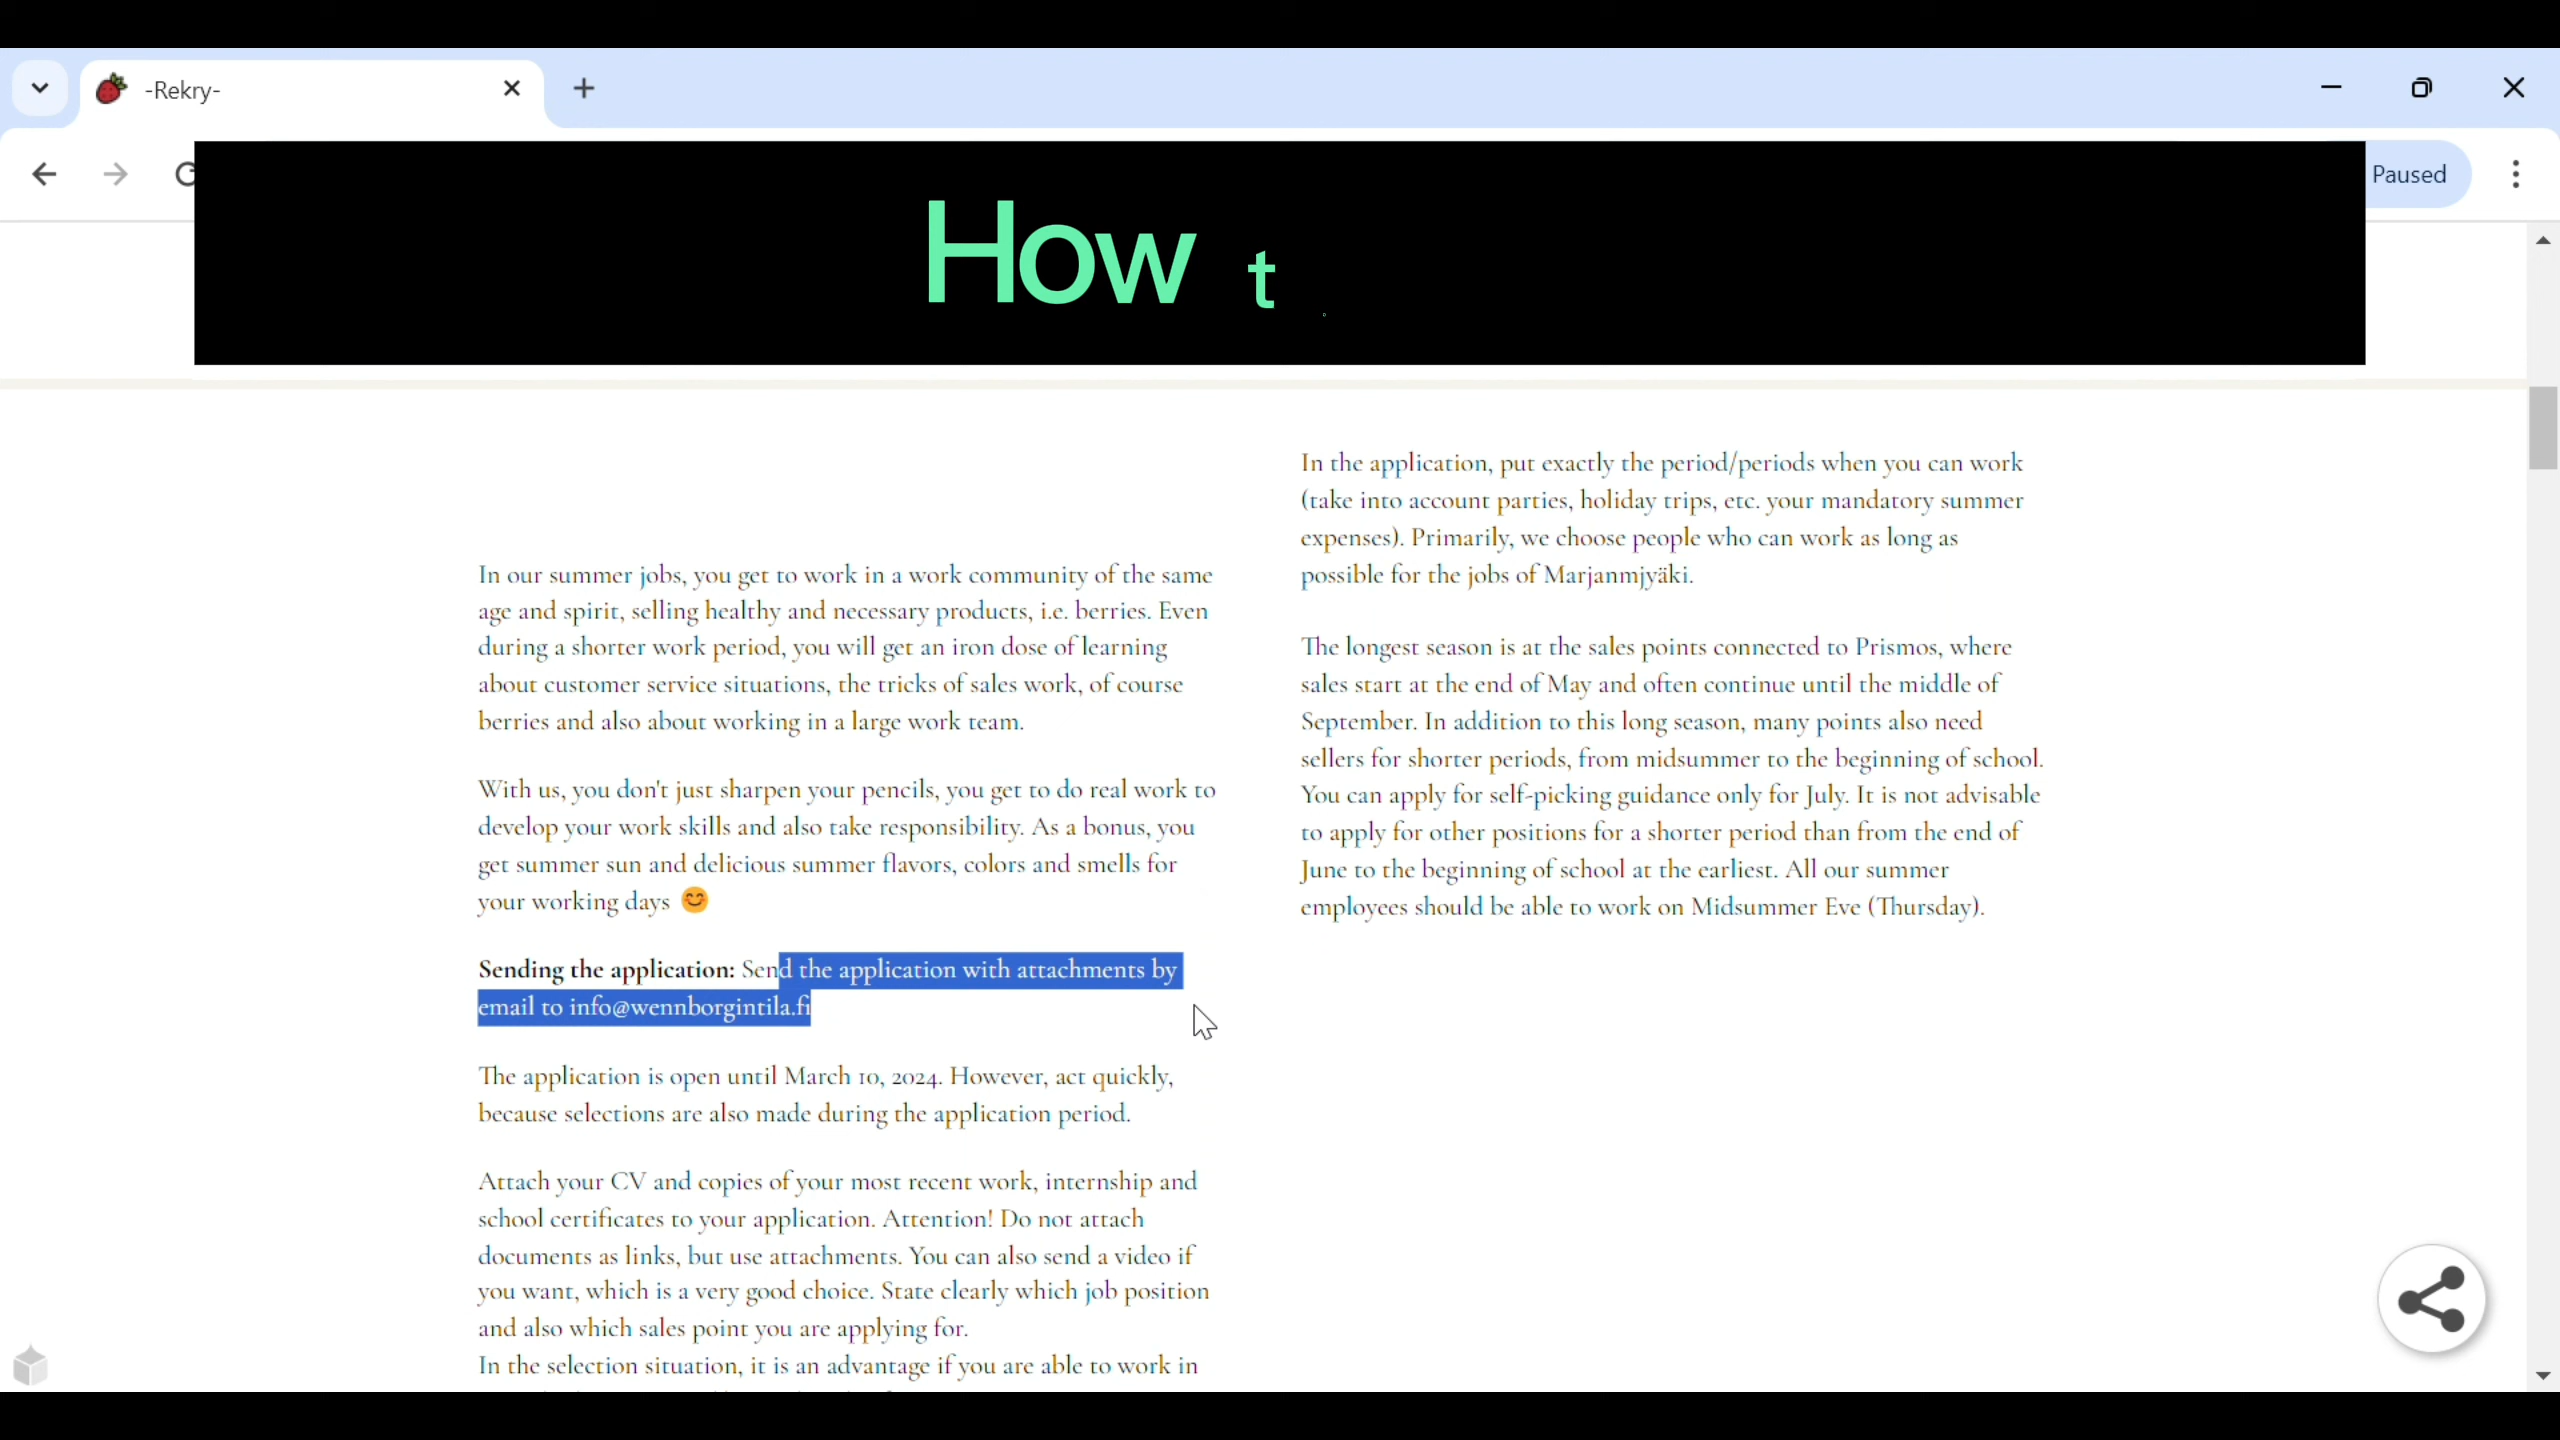 -Rekry-
Paused
How t
In our summer jobs, you get to work in a work community of the same
age and spirit, selling healthy and necessary products, i.e. berries. Even
during a shorter work period, you will get an iron dose of learning
about customer service situations, the tricks of sales work, of course
berries and also about working in a large work team.
With us, you don't just sharpen your pencils, you get to do real work to
develop your work skills and also take responsibility. As a bonus, you
get summer sun and delicious summer flavors, colors and smells for
your working days 😊
Sending the application: Send the application with attachments by
email to info@wennborgintila.fi
The application is open until March 10, 2024. However, act quickly,
because selections are also made during the application period.
Attach your CV and copies of your most recent work, internship and
school certificates to your application. Attention! Do not attach
documents as links, but use attachments. You can also send a video if
you want, which is a very good choice. State clearly which job position
and also which sales point you are applying for.
In the selection situation, it is an advantage if you are able to work in
In the application, put exactly the period/periods when you can work
(take into account parties, holiday trips, etc. your mandatory summer
expenses). Primarily, we choose people who can work as long as
possible for the jobs of Marjanmjyäki.
The longest season is at the sales points connected to Prismos, where
sales start at the end of May and often continue until the middle of
September. In addition to this long season, many points also need
sellers for shorter periods, from midsummer to the beginning of school.
You can apply for self-picking guidance only for July. It is not advisable
to apply for other positions for a shorter period than from the end of
June to the beginning of school at the earliest. All our summer
employees should be able to work on Midsummer Eve (Thursday).